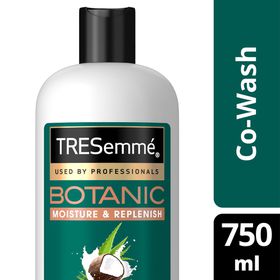 TRESemmé®
USED BY PROFESSIONALS
BOTANIC
MOISTURE & REPLENISH
Co-Wash
750
ml